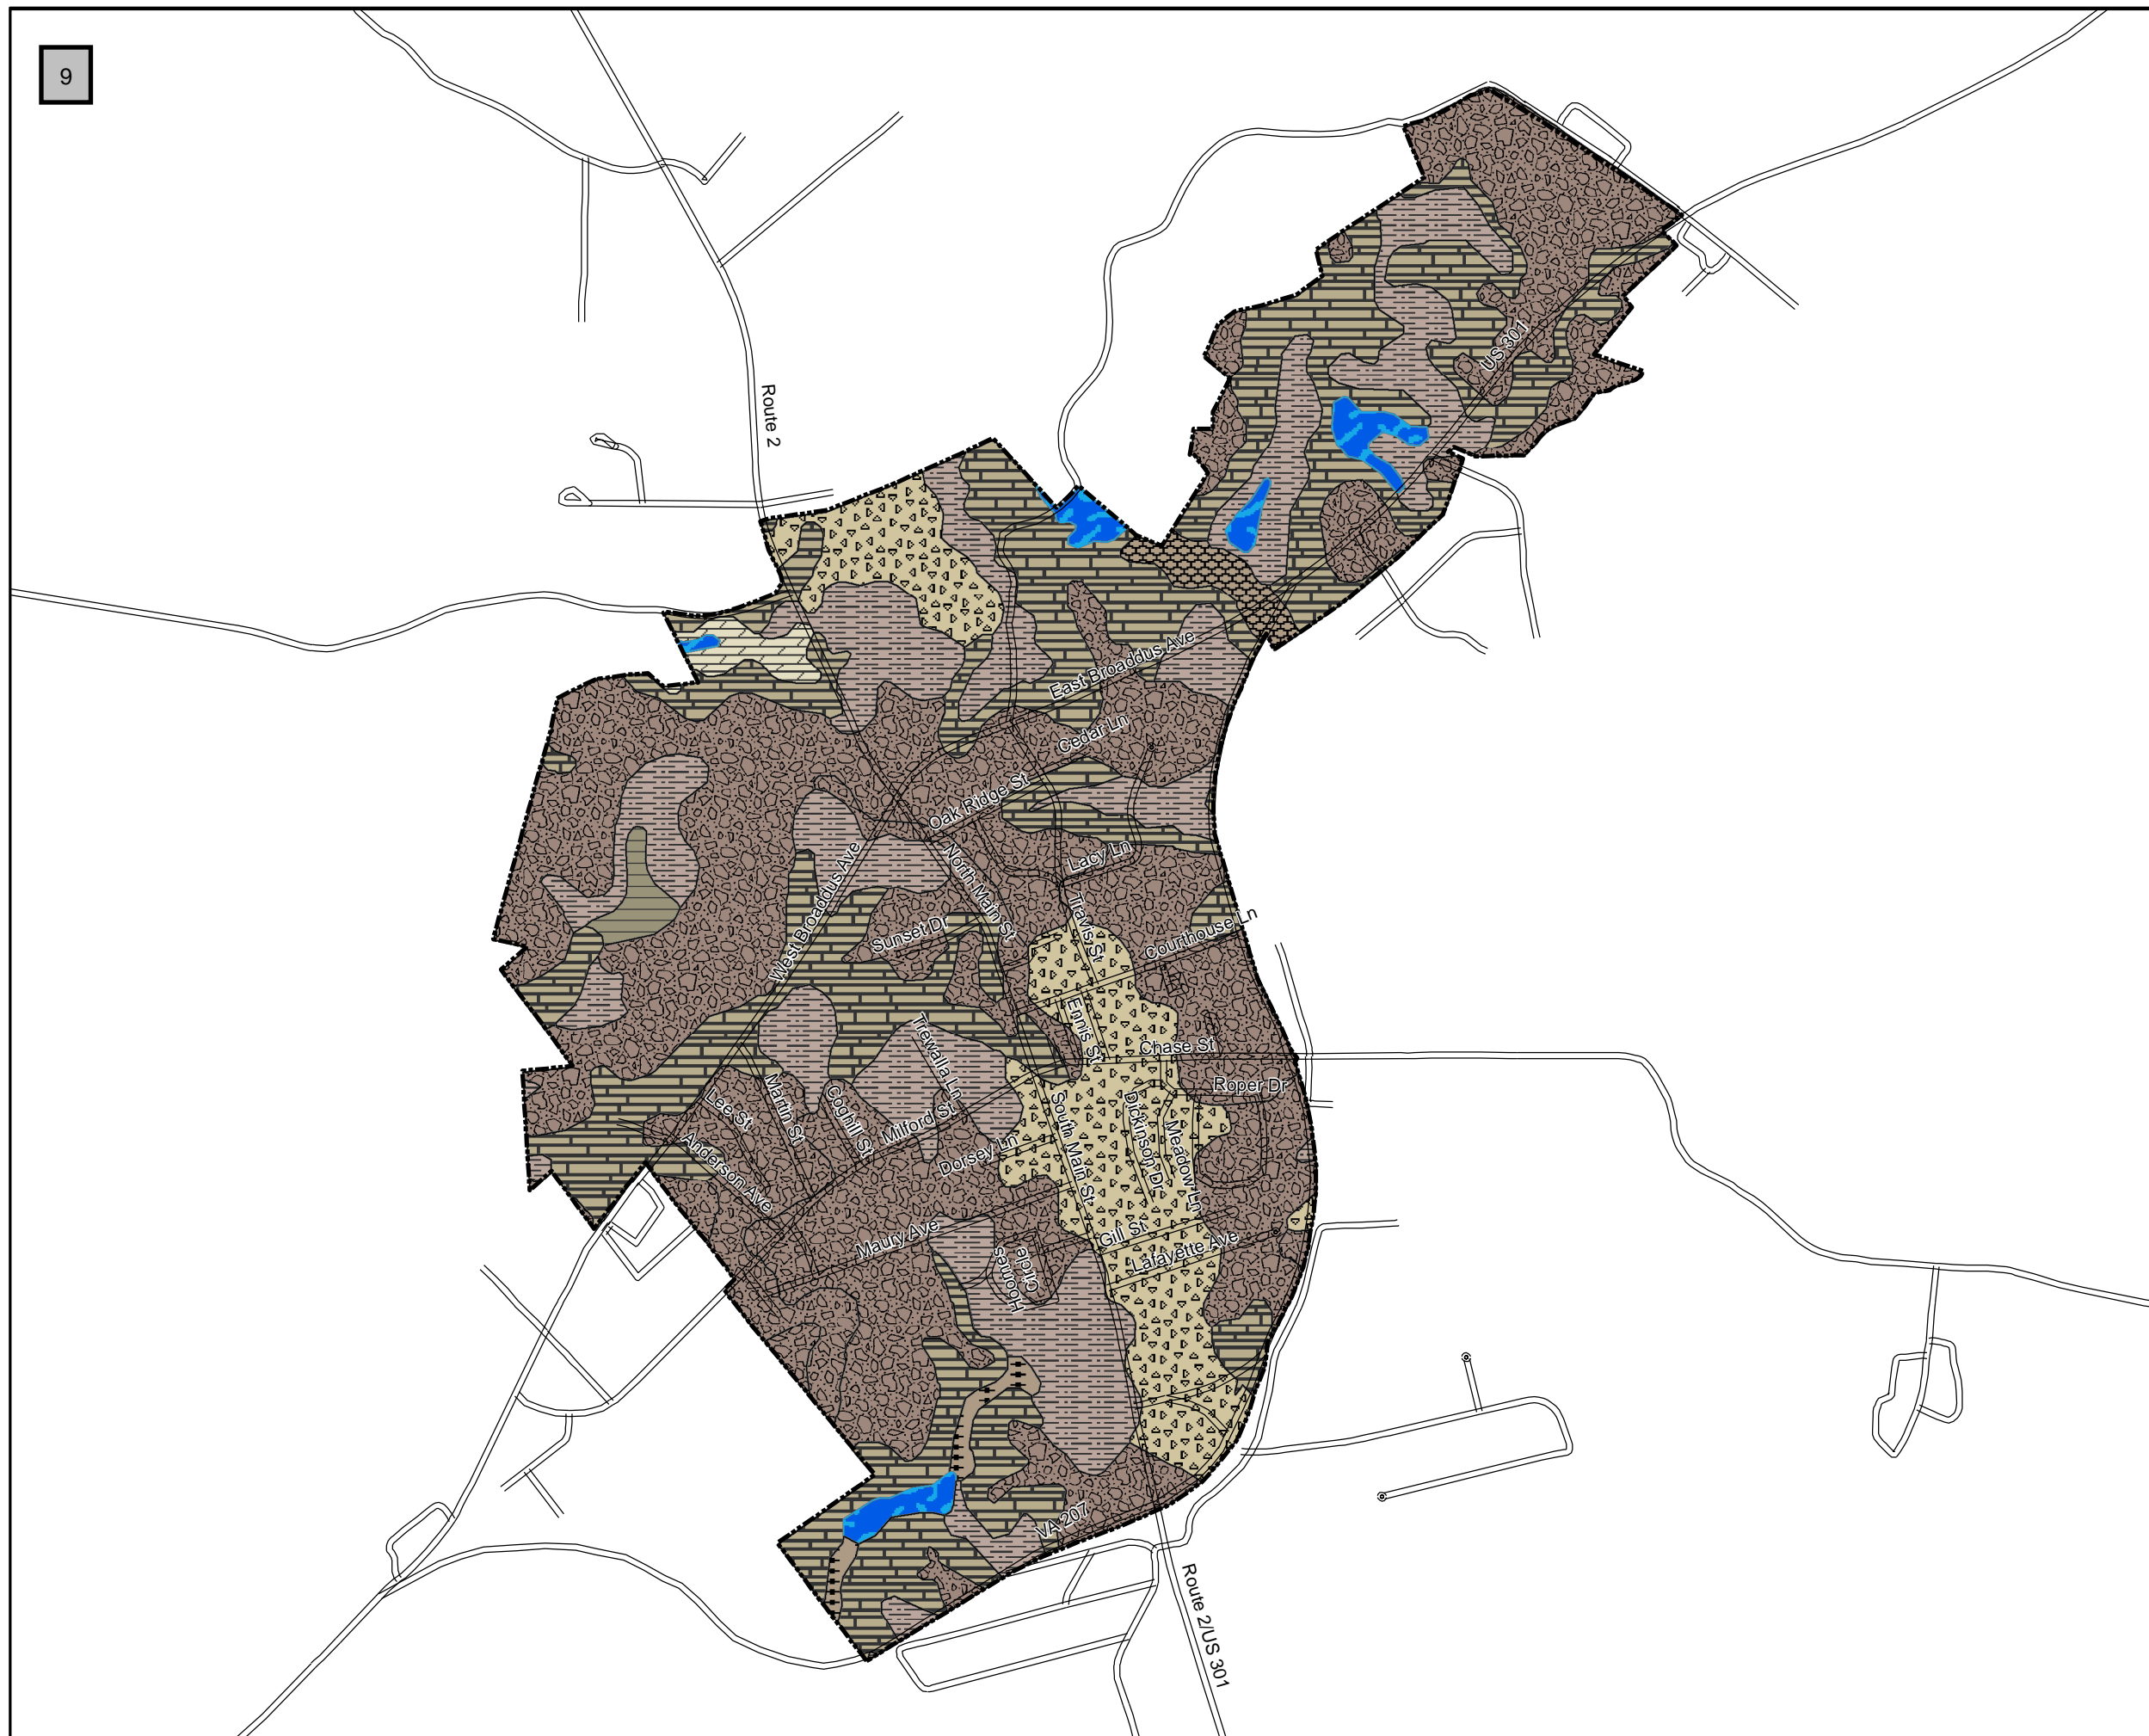 9
US 301
Route 2
East Broaddus Ave
Cedar Ln
Oak Ridge St
Lacy Ln
North Main St
West Broaddus Ave
Travis St
Courthouse Ln
Sunset Dr
Ennis St
Trewalla Ln
Chase St
Roper Dr
Martin St
Lee St
Coghill St
Milford St
South Main St
Dickinson Dr
Meadow Ln
Anderson Ave
Dorsey Ln
Maury Ave
Gill St
Lafayette Ave
Homes
Circle
VA 207
Route 2/US 301